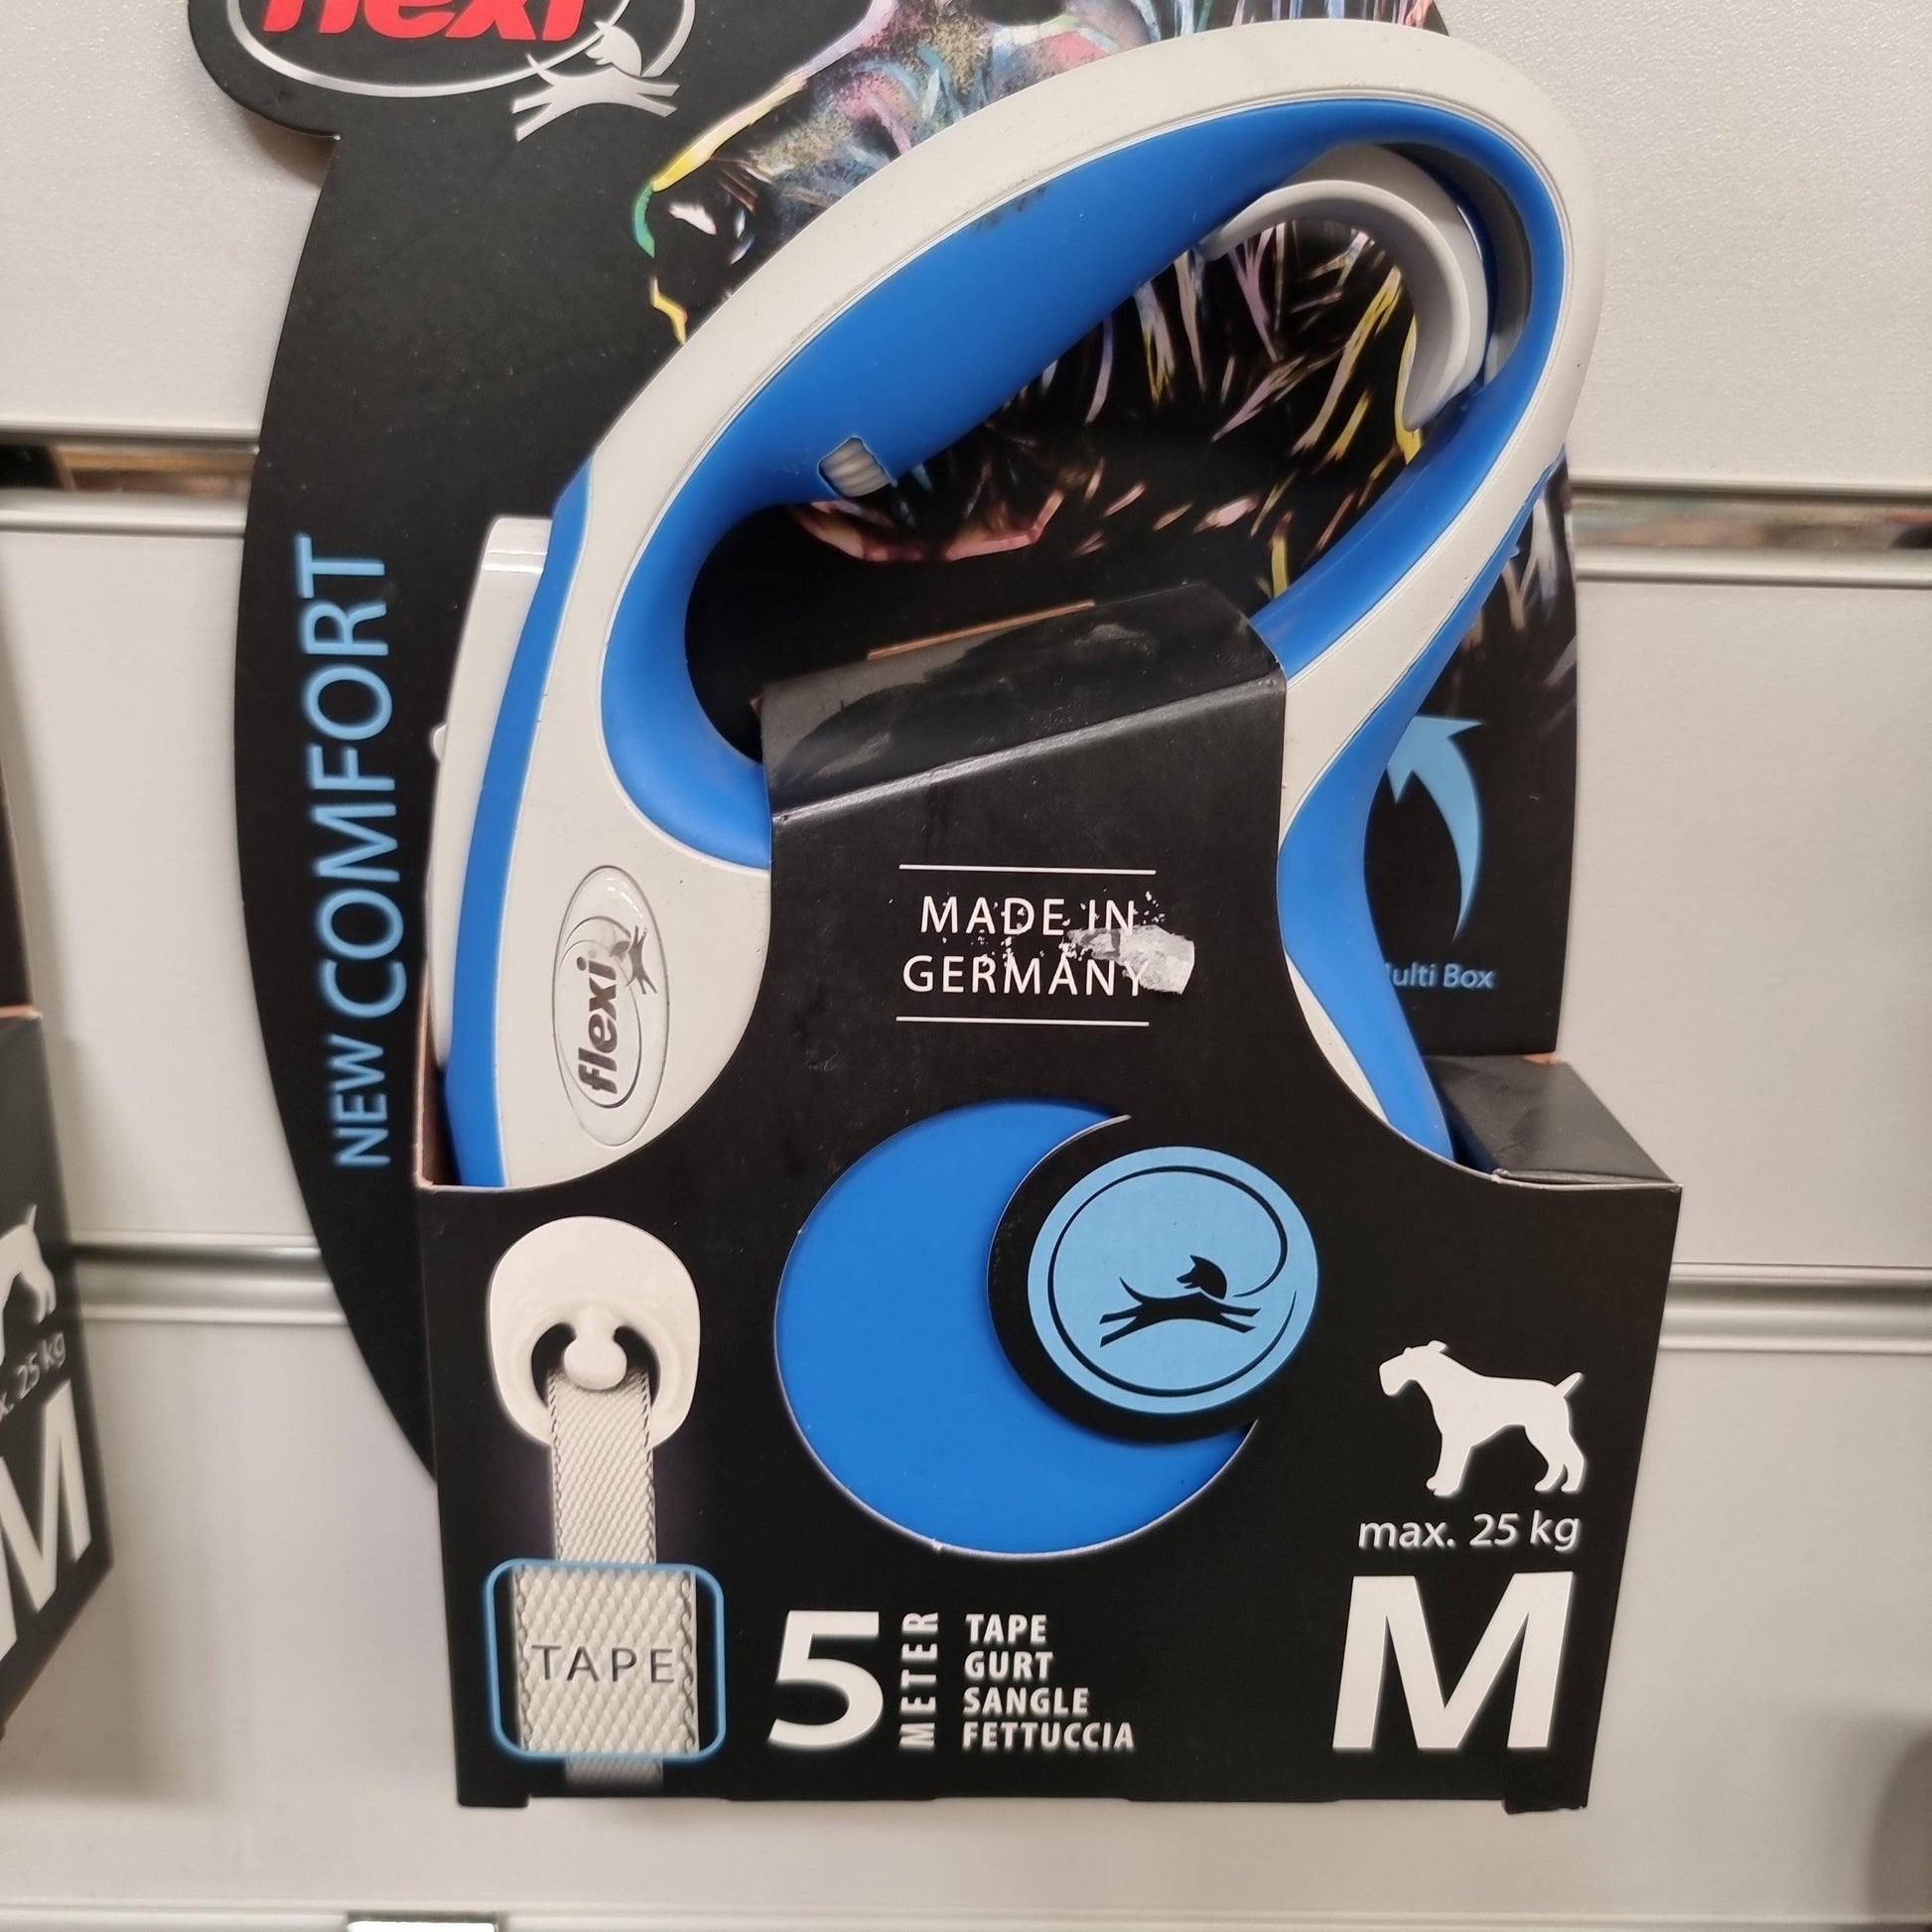 flexi
NEW COMFORT
MADE IN
GERMANY
Multi Box
flexi
TAPE
5
METER
TAPE
GURT
SANGLE
FETTUCCIA
max. 25 kg
M
25 kg
M